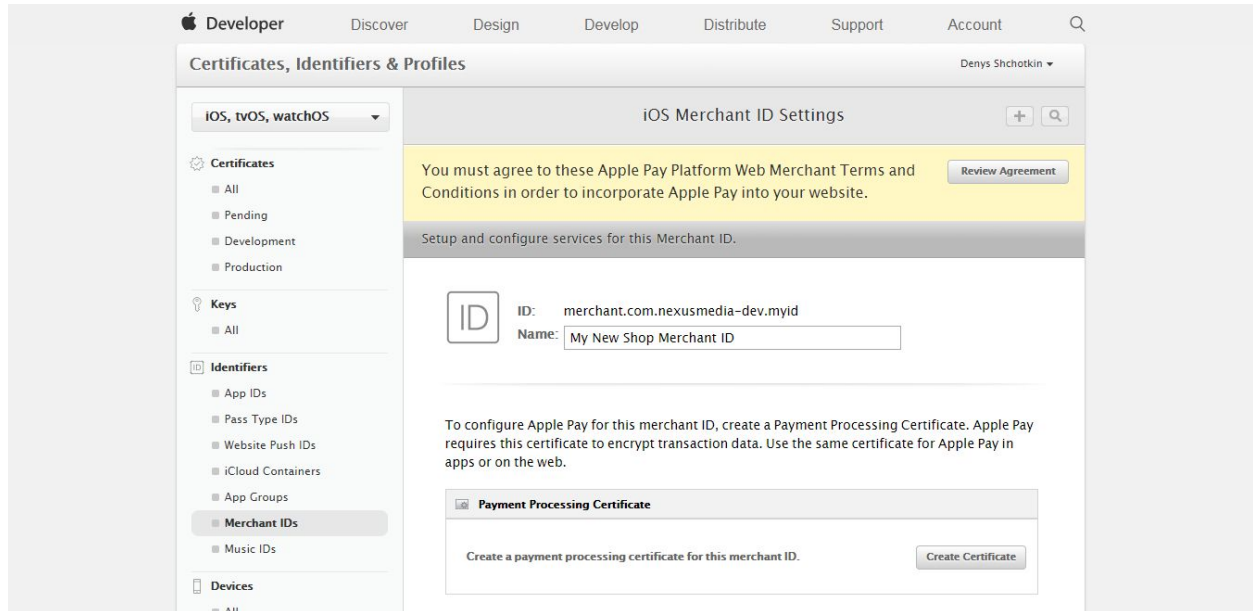 Developer Discover Design Develop Distribute Support Account
Certificates, Identifiers & Profiles
Denys Shchotkin
iOS, tvOS, watchOS
Certificates
All
Pending
Development
Production
Keys
All
ID Identifiers
App IDs
Pass Type IDs
Website Push IDs
iCloud Containers
App Groups
Merchant IDs
Music IDs
Devices
All
iOS Merchant ID Settings
You must agree to these Apple Pay Platform Web Merchant Terms and
Conditions in order to incorporate Apple Pay into your website.
Review Agreement
Setup and configure services for this Merchant ID.
ID
ID: merchant.com.nexusmedia-dev.myid
Name: My New Shop Merchant ID
To configure Apple Pay for this merchant ID, create a Payment Processing Certificate. Apple Pay
requires this certificate to encrypt transaction data. Use the same certificate for Apple Pay in
apps or on the web.
Payment Processing Certificate
Create a payment processing certificate for this merchant ID.
Create Certificate